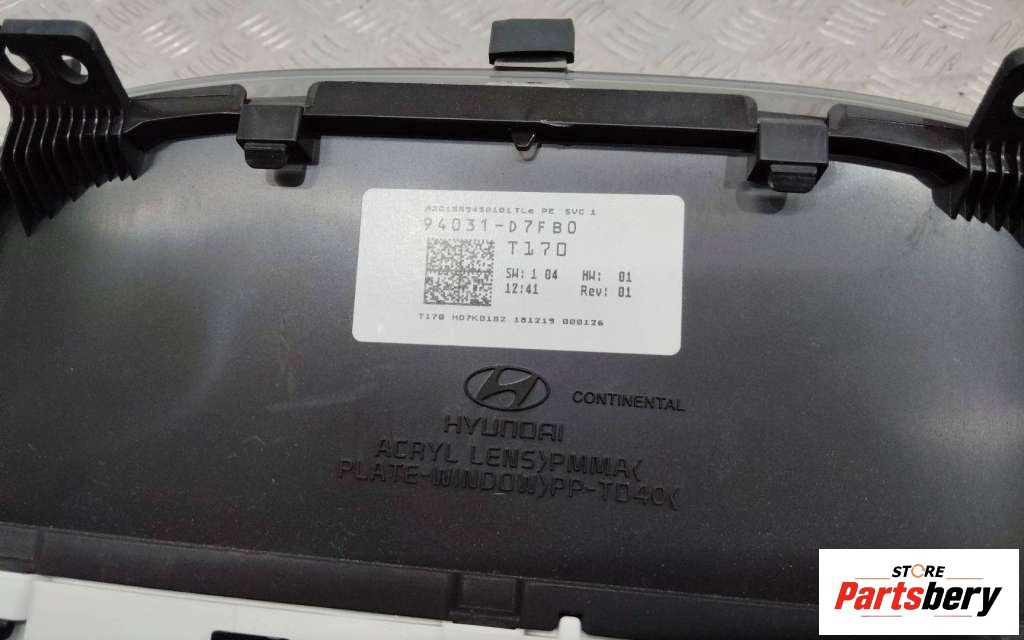 94031-D7FB0
T170
SW: 1 04 HW: 01
12:41 Rev: 01
T170 H07K0182 181219 000126
HYUNDAI
CONTINENTAL
ACRYL LENS>PMMA<
PLATE-WINDOW>PP-TD40<
STORE
Partsbery